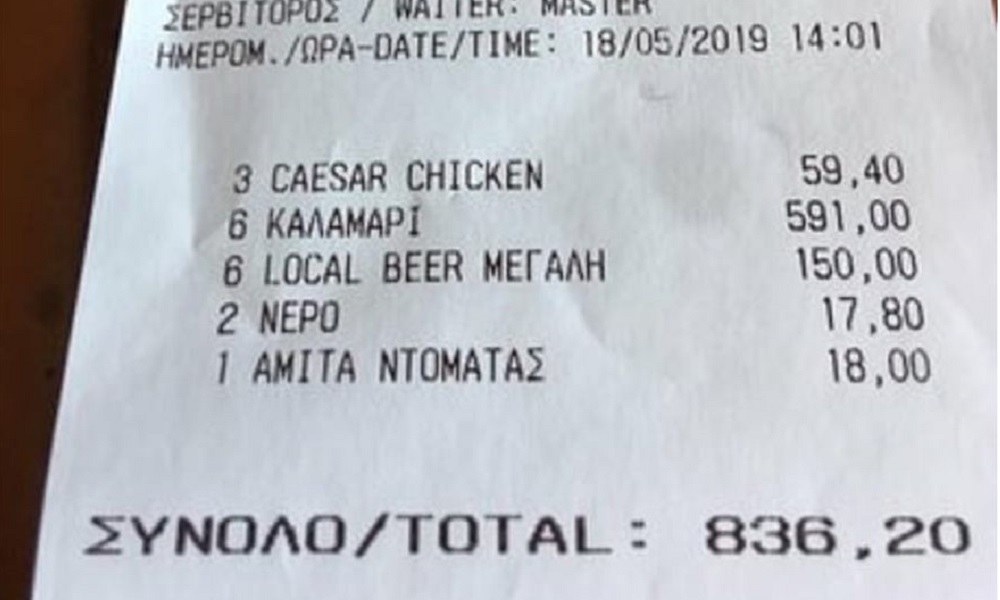 ΣΕΡΒΙΤΟΡΟΣ / WAITER: MASTER
ΗΜΕΡΟΜ./ΩΡΑ-DATE/TIME: 18/05/2019 14:01
3 CAESAR CHICKEN 59,40
6 ΚΑΛΑΜΑΡΙ 591,00
6 LOCAL BEER ΜΕΓΑΛΗ 150,00
2 ΝΕΡΟ 17,80
1 ΑΜΙΤΑ ΝΤΟΜΑΤΑΣ 18,00
ΣΥΝΟΛΟ/TOTAL: 836,20